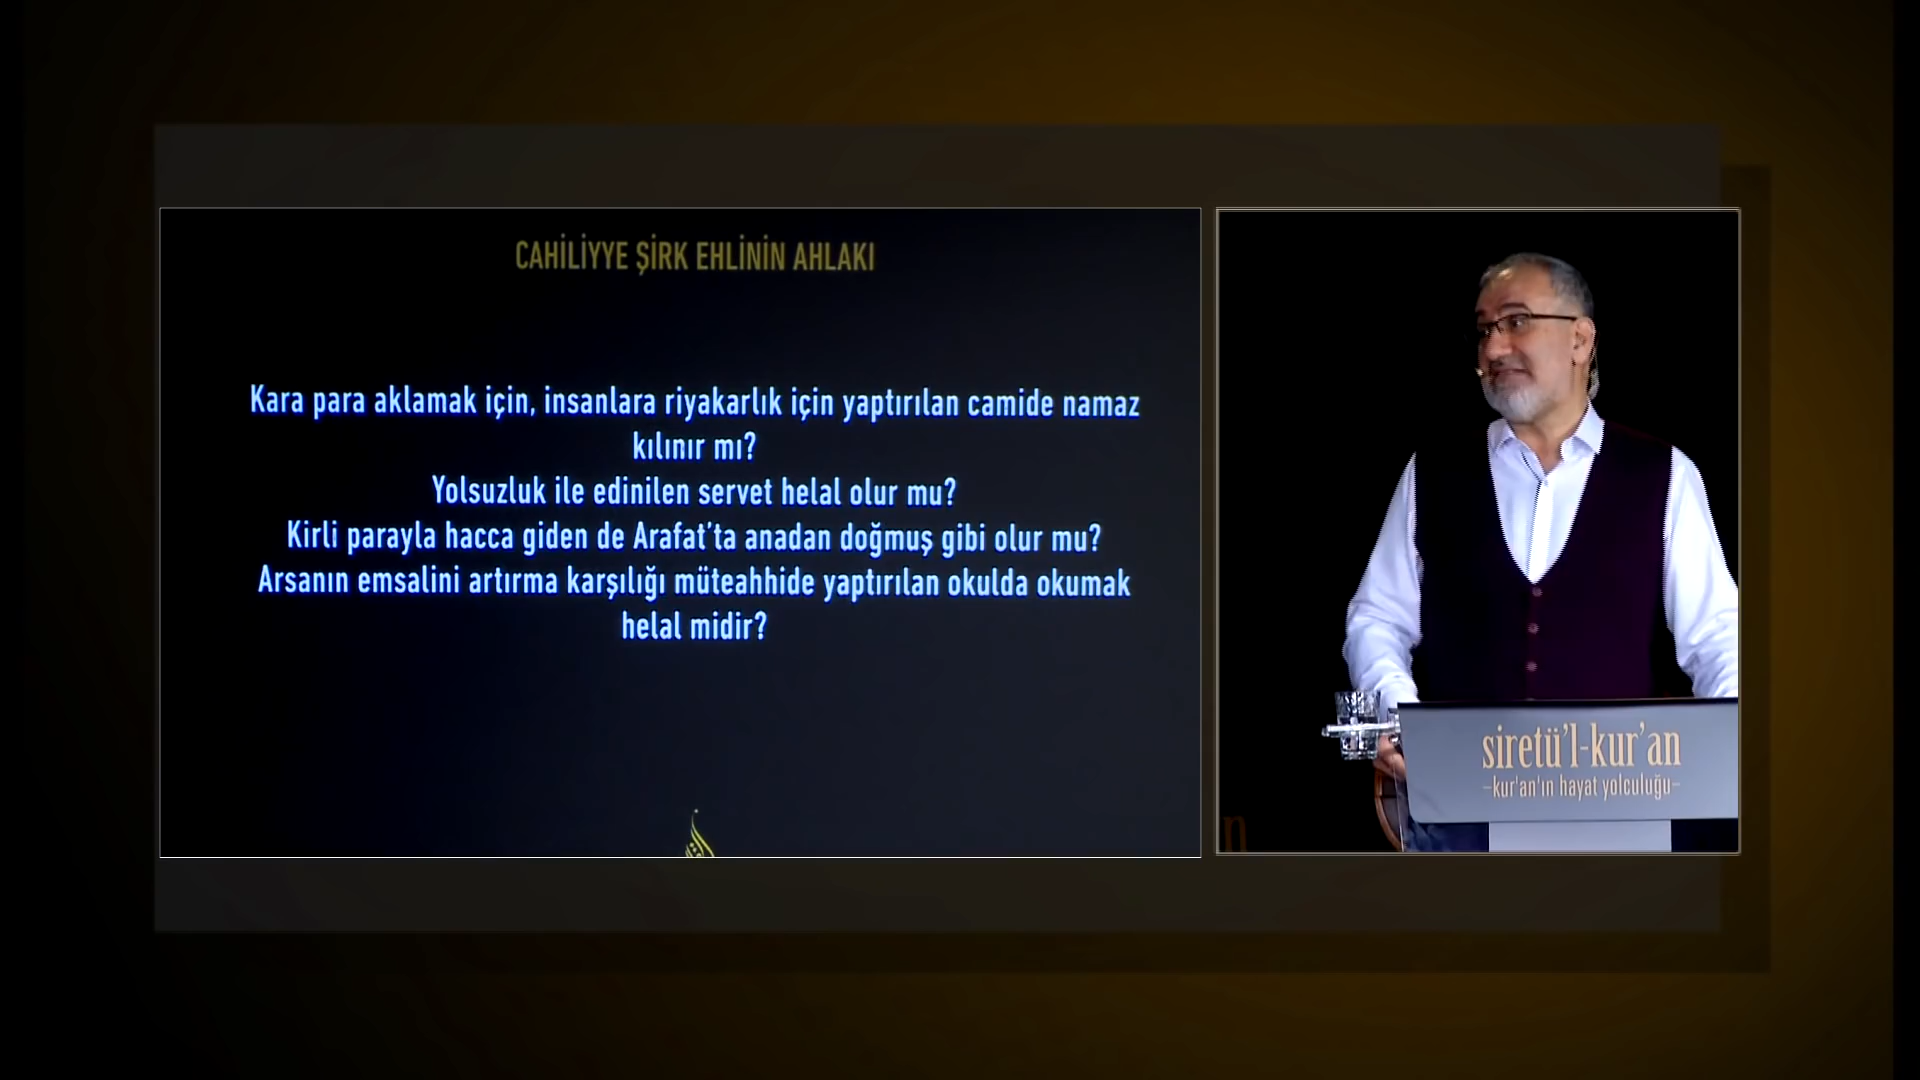 CAHİLİYYE ŞİRK EHLİNİN AHLAKI
Kara para aklamak için, insanlara riyakarlık için yaptırılan camide namaz
kılınır mı?
Yolsuzluk ile edinilen servet helal olur mu?
Kirli parayla hacca giden de Arafat'ta anadan doğmuş gibi olur mu?
Arsanın emsalini artırma karşılığı müteahhide yaptırılan okulda okumak
helal midir?
siretü'l-kur'an
-kur'an'ın hayat yolculuğu-
n